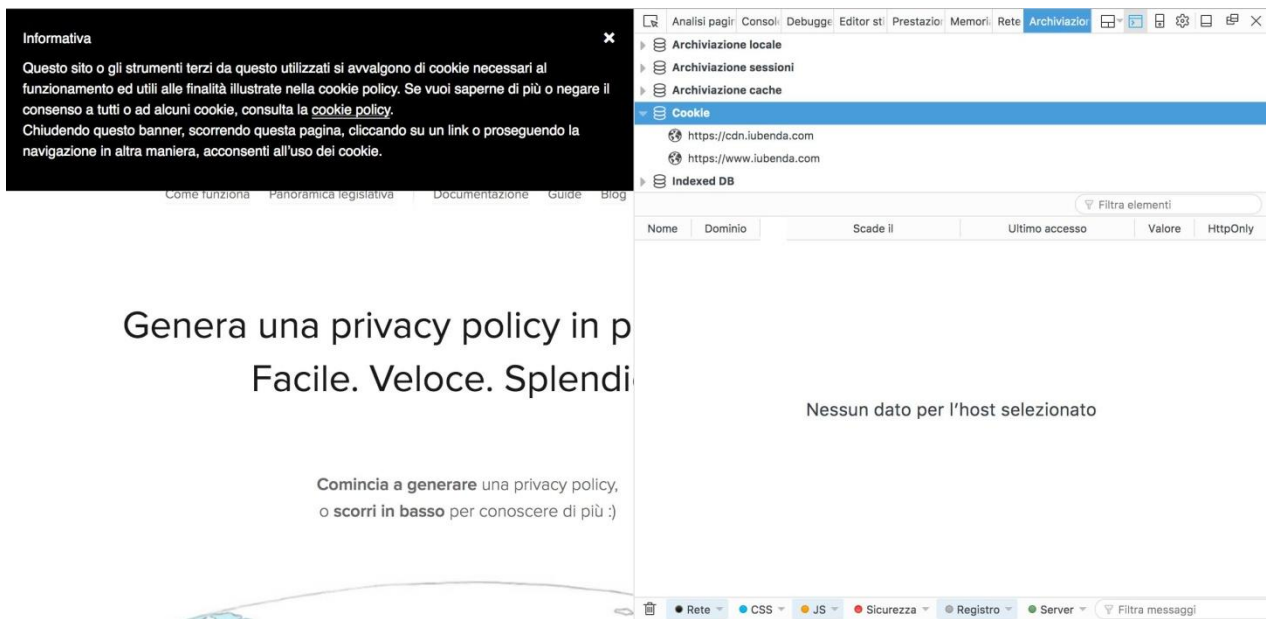 Informativa
Questo sito o gli strumenti terzi da questo utilizzati si avvalgono di cookie necessari al
funzionamento ed utili alle finalità illustrate nella cookie policy. Se vuoi saperne di più o negare il
consenso a tutti o ad alcuni cookie, consulta la cookie policy.
Chiudendo questo banner, scorrendo questa pagina, cliccando su un link o proseguendo la
navigazione in altra maniera, acconsenti all'uso dei cookie.
Come funziona Panoramica legislativa Documentazione Guide Blog
Genera una privacy policy in p
Facile. Veloce. Splendi
Comincia a generare una privacy policy,
o scorri in basso per conoscere di più :)
Analisi pagir Consol Debugge Editor sti Prestazior Memori Rete Archiviazior
Archiviazione locale
Archiviazione sessioni
Archiviazione cache
Cookie
https://cdn.iubenda.com
https://www.iubenda.com
Indexed DB
Filtra elementi
Nome Dominio Scade il Ultimo accesso Valore HttpOnly
Nessun dato per l'host selezionato
Rete CSS JS Sicurezza Registro Server Filtra messaggi